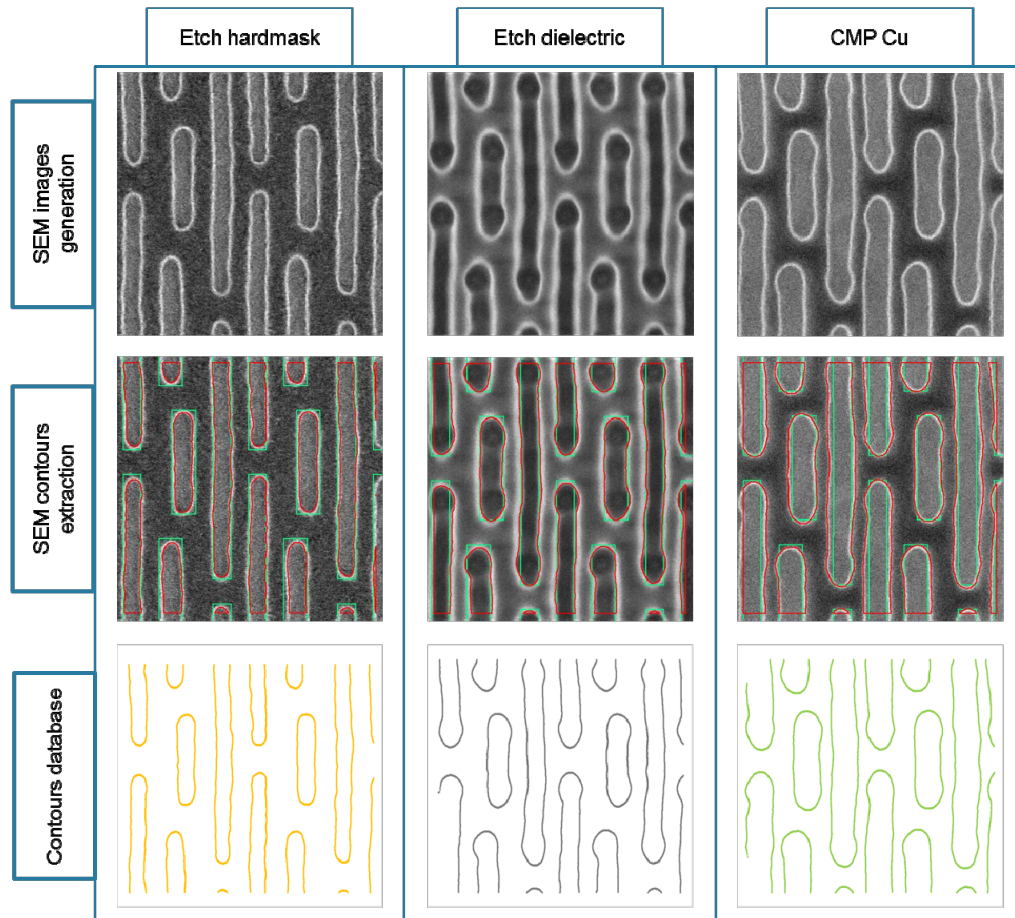 Etch hardmask
Etch dielectric
CMP Cu
SEM images
generation
SEM contours
extraction
Contours database